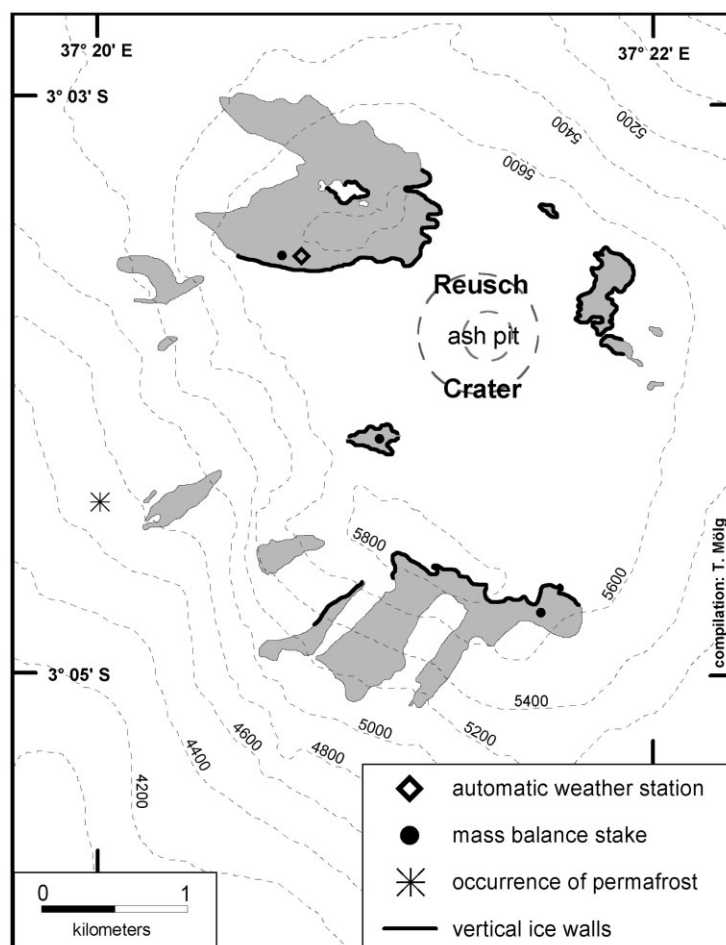 37° 20' E
37° 22' E
3° 03' S
5200
5400
5600
Reusch
ash pit
Crater
5800
5600
compilation: T. Mölg
3° 05' S
5400
5200
5000
4800
4600
4400
4200
automatic weather station
mass balance stake
occurrence of permafrost
vertical ice walls
0 1
kilometers